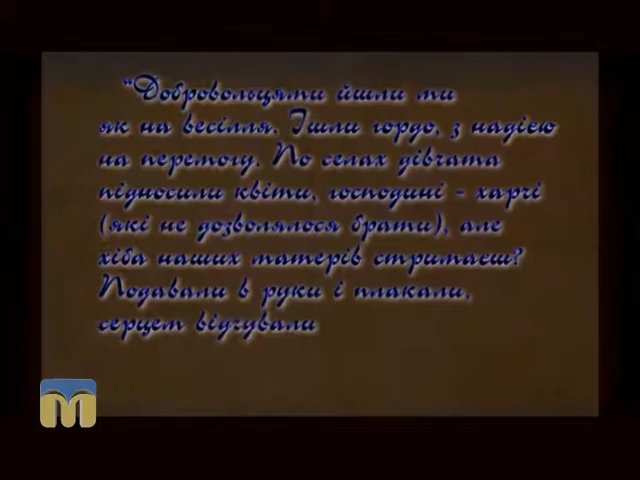 "Добровольцями йшли ми
як на весілля. Ішли гордо, з надією
на перемогу. По селах дівчата
підносили квіти, господині - харчі
(які не дозволялося брати), але
хіба наших матерів стримаєш?
Подавали в руки і плакали,
серцем відчували
М